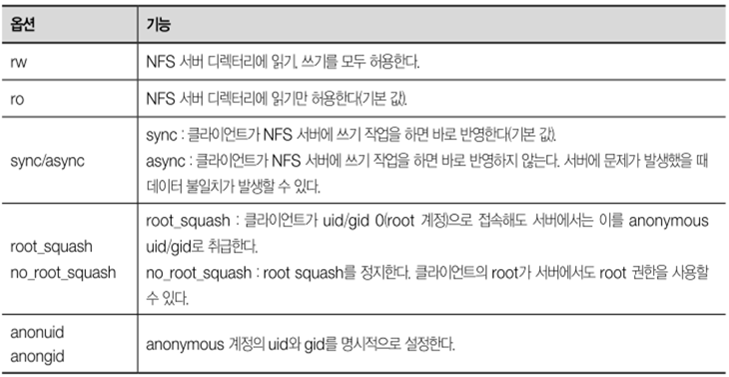 옵션 기능
rw NFS 서버 디렉터리에 읽기, 쓰기를 모두 허용한다.
ro NFS 서버 디렉터리에 읽기만 허용한다(기본 값).
sync/async
sync : 클라이언트가 NFS 서버에 쓰기 작업을 하면 바로 반영한다(기본 값).
async : 클라이언트가 NFS 서버에 쓰기 작업을 하면 바로 반영하지 않는다. 서버에 문제가 발생했을 때
데이터 불일치가 발생할 수 있다.
root_squash
no_root_squash
root_squash : 클라이언트가 uid/gid 0(root 계정)으로 접속해도 서버에서는 이를 anonymous
uid/gid로 취급한다.
no_root_squash : root squash를 정지한다. 클라이언트의 root가 서버에서도 root 권한을 사용할
수 있다.
anonuid
anongid
anonymous 계정의 uid와 gid를 명시적으로 설정한다.